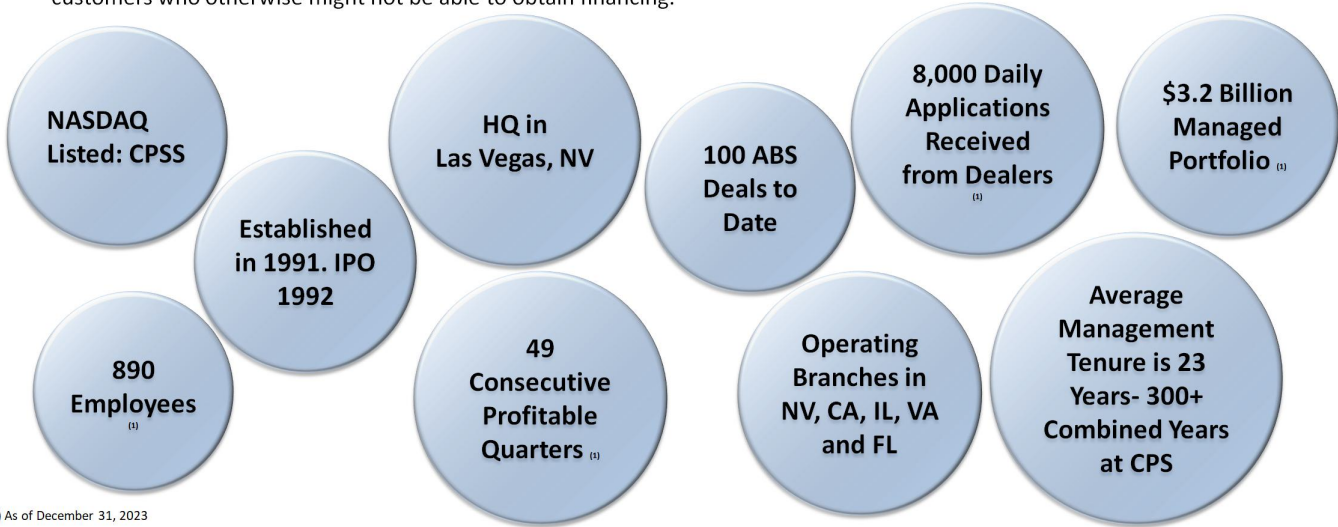 customers who otherwise might not be able to obtain financing.
NASDAQ
Listed: CPSS
Established
in 1991. IPO
1992
890
Employees
(1)
HQ in
Las Vegas, NV
49
Consecutive
Profitable
Quarters (1)
100 ABS
Deals to
Date
Operating
Branches in
NV, CA, IL, VA
and FL
8,000 Daily
Applications
Received
from Dealers
(1)
$3.2 Billion
Managed
Portfolio (1)
Average
Management
Tenure is 23
Years- 300+
Combined Years
at CPS
) As of December 31, 2023